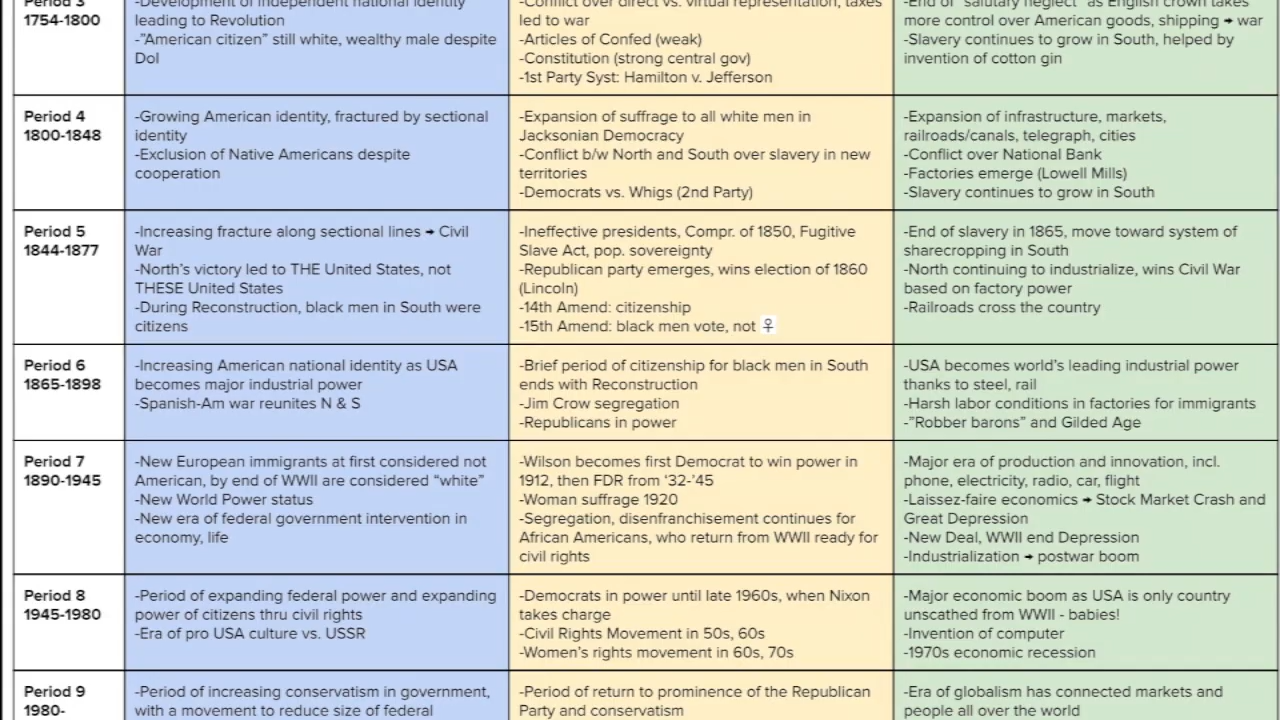 Period 3
1754-1800
-Development of independent national identity
leading to Revolution
-"American citizen" still white, wealthy male despite
DoI
-Conflict over direct vs. virtual representation, taxes
led to war
-Articles of Confed (weak)
-Constitution (strong central gov)
-1st Party Syst: Hamilton v. Jefferson
-End of "salutary neglect" as English crown takes
more control over American goods, shipping → war
-Slavery continues to grow in South, helped by
invention of cotton gin
Period 4
1800-1848
-Growing American identity, fractured by sectional
identity
-Exclusion of Native Americans despite
cooperation
-Expansion of suffrage to all white men in
Jacksonian Democracy
-Conflict b/w North and South over slavery in new
territories
-Democrats vs. Whigs (2nd Party)
-Expansion of infrastructure, markets,
railroads/canals, telegraph, cities
-Conflict over National Bank
-Factories emerge (Lowell Mills)
-Slavery continues to grow in South
Period 5
1844-1877
-Increasing fracture along sectional lines → Civil
War
-North's victory led to THE United States, not
THESE United States
-During Reconstruction, black men in South were
citizens
-Ineffective presidents, Compr. of 1850, Fugitive
Slave Act, pop. sovereignty
-Republican party emerges, wins election of 1860
(Lincoln)
-14th Amend: citizenship
-15th Amend: black men vote, not ♀
-End of slavery in 1865, move toward system of
sharecropping in South
-North continuing to industrialize, wins Civil War
based on factory power
-Railroads cross the country
Period 6
1865-1898
-Increasing American national identity as USA
becomes major industrial power
-Spanish-Am war reunites N & S
-Brief period of citizenship for black men in South
ends with Reconstruction
-Jim Crow segregation
-Republicans in power
-USA becomes world's leading industrial power
thanks to steel, rail
-Harsh labor conditions in factories for immigrants
-"Robber barons" and Gilded Age
Period 7
1890-1945
-New European immigrants at first considered not
American, by end of WWII are considered "white"
-New World Power status
-New era of federal government intervention in
economy, life
-Wilson becomes first Democrat to win power in
1912, then FDR from '32-'45
-Woman suffrage 1920
-Segregation, disenfranchisement continues for
African Americans, who return from WWII ready for
civil rights
-Major era of production and innovation, incl.
phone, electricity, radio, car, flight
-Laissez-faire economics → Stock Market Crash and
Great Depression
-New Deal, WWII end Depression
-Industrialization → postwar boom
Period 8
1945-1980
-Period of expanding federal power and expanding
power of citizens thru civil rights
-Era of pro USA culture vs. USSR
-Democrats in power until late 1960s, when Nixon
takes charge
-Civil Rights Movement in 50s, 60s
-Women's rights movement in 60s, 70s
-Major economic boom as USA is only country
unscathed from WWII - babies!
-Invention of computer
-1970s economic recession
Period 9
1980-
-Period of increasing conservatism in government,
with a movement to reduce size of federal
-Period of return to prominence of the Republican
Party and conservatism
-Era of globalism has connected markets and
people all over the world